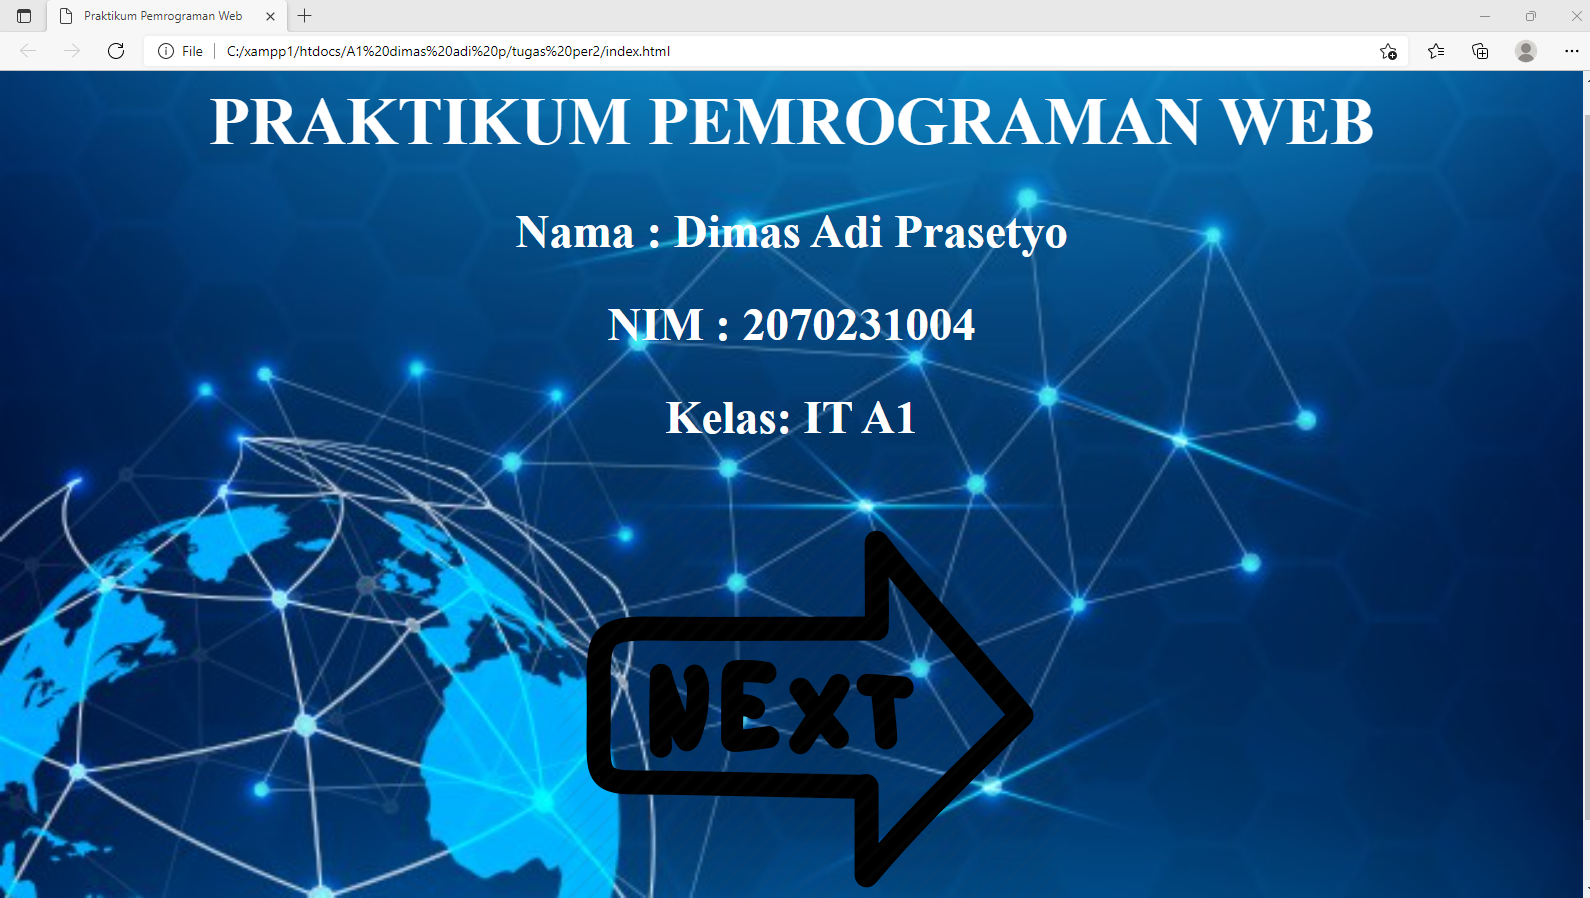 Praktikum Pemrograman Web
File
C:/xampp1/htdocs/A1%20dimas%20adi%20p/tugas%20per2/index.html
PRAKTIKUM PEMROGRAMAN WEB
Nama : Dimas Adi Prasetyo
NIM : 2070231004
Kelas: IT A1
NEXT